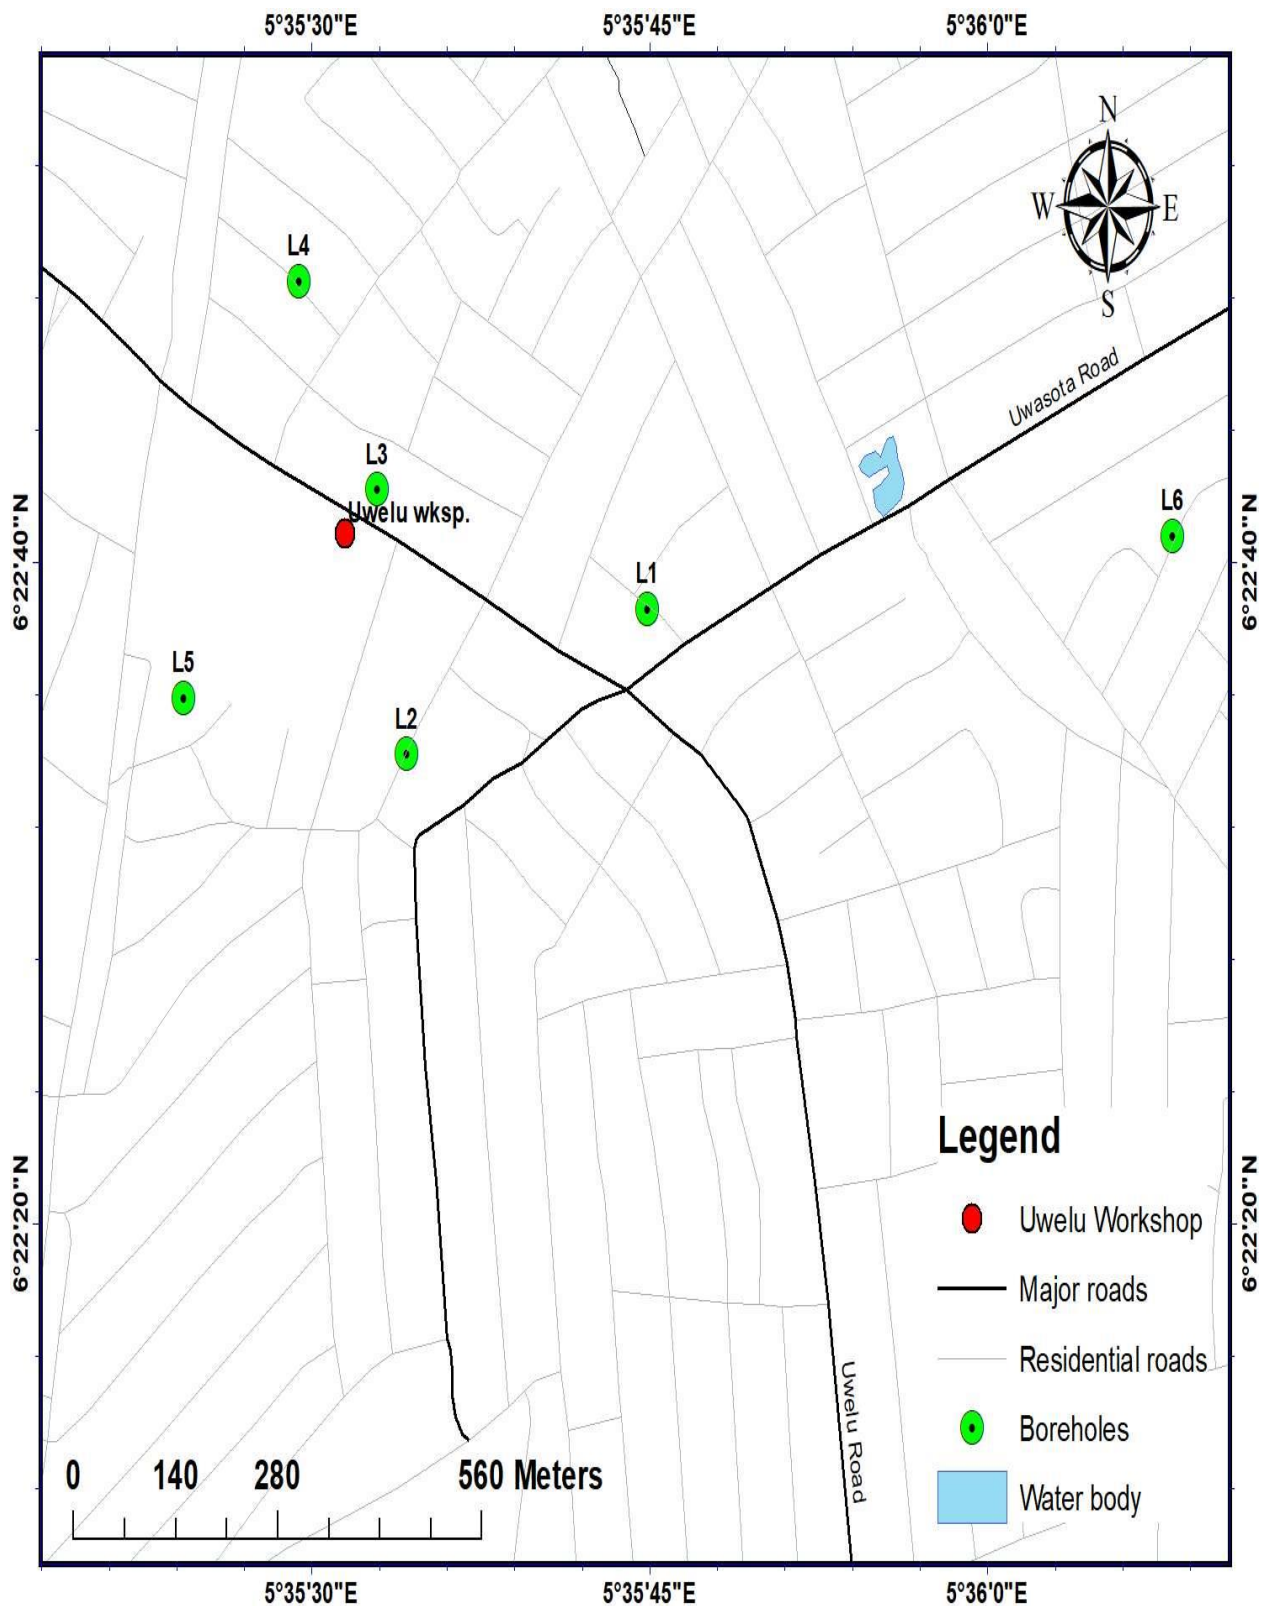 5°35'30"E 5°35'45"E 5°36'0"E
N
W E
S
L4
Uwasota Road
L3
Uwelu wksp.
L6
6°22'40"N 6°22'40"N
L1
L5
L2
Legend
6°22'20"N 6°22'20"N
Uwelu Workshop
Major roads
Residential roads
Uwelu Road
Boreholes
0 140 280 560 Meters
Water body
5°35'30"E 5°35'45"E 5°36'0"E